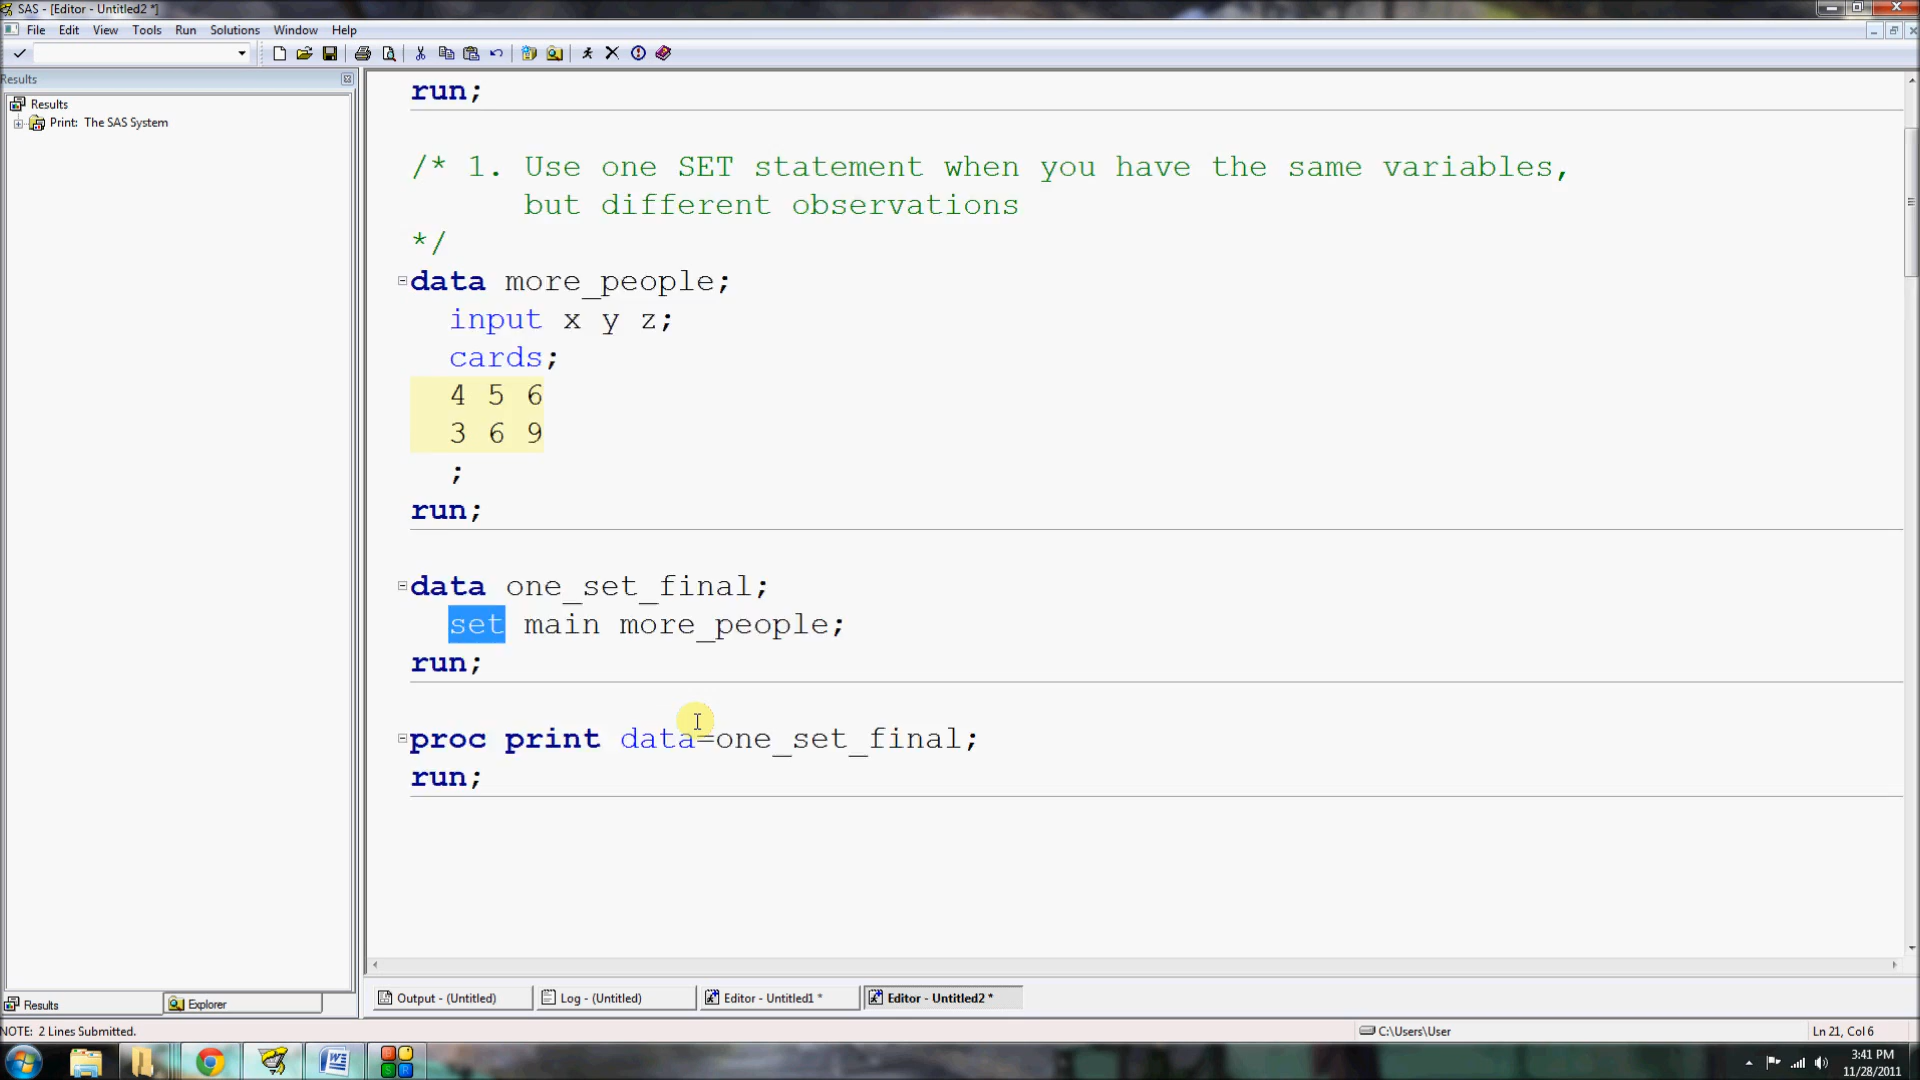 SAS - [Editor - Untitled2 *]
File Edit View Tools Run Solutions Window Help
Results
Results
Print: The SAS System
run;
/* 1. Use one SET statement when you have the same variables,
but different observations
*/
data more_people;
input x y z;
cards;
4 5 6
3 6 9
;
run;
data one_set_final;
set main more_people;
run;
proc print data=one_set_final;
run;
Results Explorer
Output - (Untitled) Log - (Untitled) Editor - Untitled1 * Editor - Untitled2 *
NOTE: 2 Lines Submitted. C:\Users\User Ln 21, Col 6
3:41 PM
11/28/2011